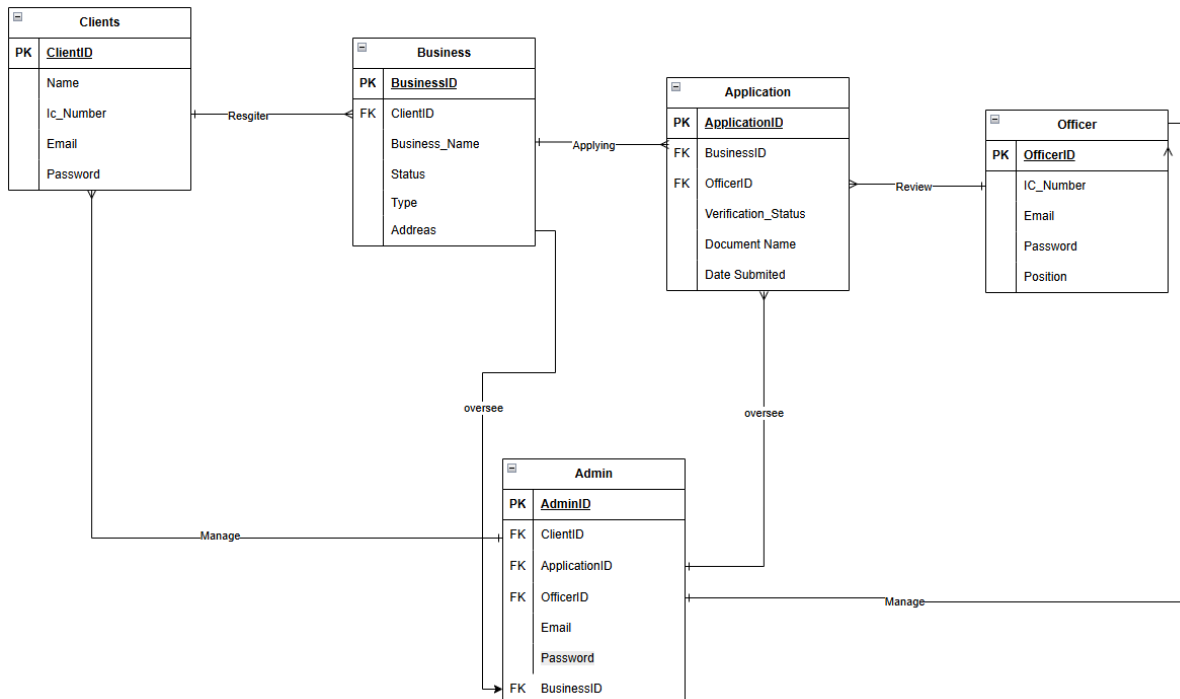 Clients
PK ClientID
Name
Ic_Number
Email
Password
Resgiter
Business
PK BusinessID
FK ClientID
Business_Name
Status
Type
Addreas
Applying
Application
PK ApplicationID
FK BusinessID
FK OfficerID
Verification_Status
Document Name
Date Submited
Review
Officer
PK OfficerID
IC_Number
Email
Password
Position
oversee
oversee
Manage
Admin
PK AdminID
FK ClientID
FK ApplicationID
FK OfficerID
Email
Password
FK BusinessID
Manage